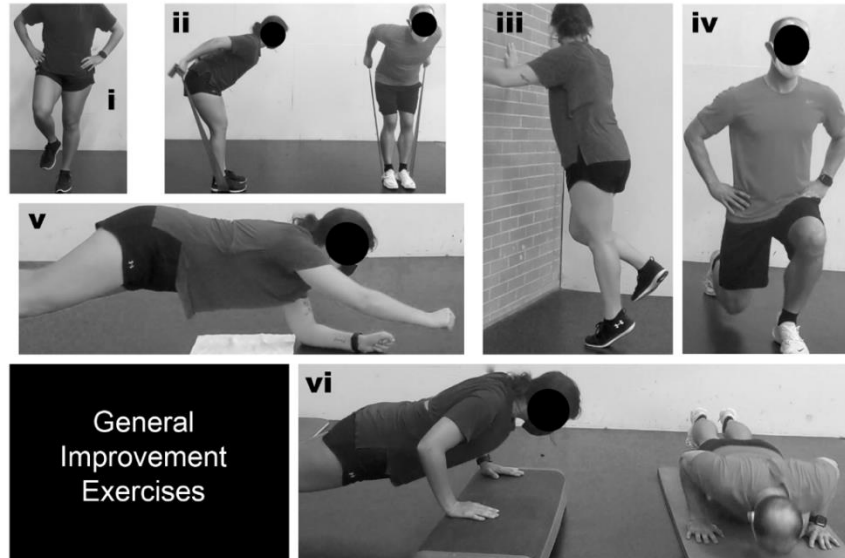 i
ii
iii
iv
v
vi
General
Improvement
Exercises